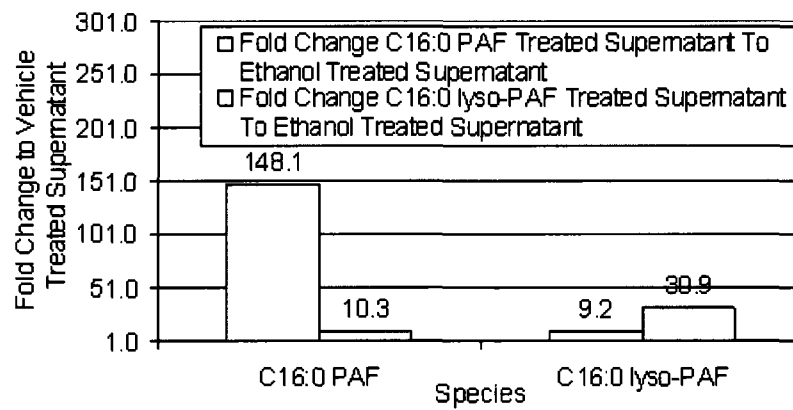 301.0
251.0
201.0
151.0
101.0
51.0
1.0
Fold Change to Vehicle
Treated Supernatant
Fold Change C16:0 PAF Treated Supernatant To
Ethanol Treated Supernatant
Fold Change C16:0 lyso-PAF Treated Supernatant
To Ethanol Treated Supernatant
148.1
10.3
9.2
30.9
C16:0 PAF
C16:0 lyso-PAF
Species